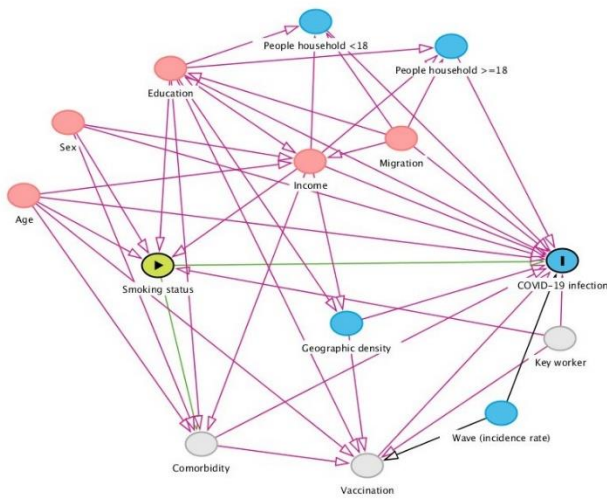 People household <18
People household >=18
Education
Sex
Migration
Income
Age
Smoking status
COVID-19 infection
Geographic density
Key worker
Wave (incidence rate)
Comorbidity
Vaccination